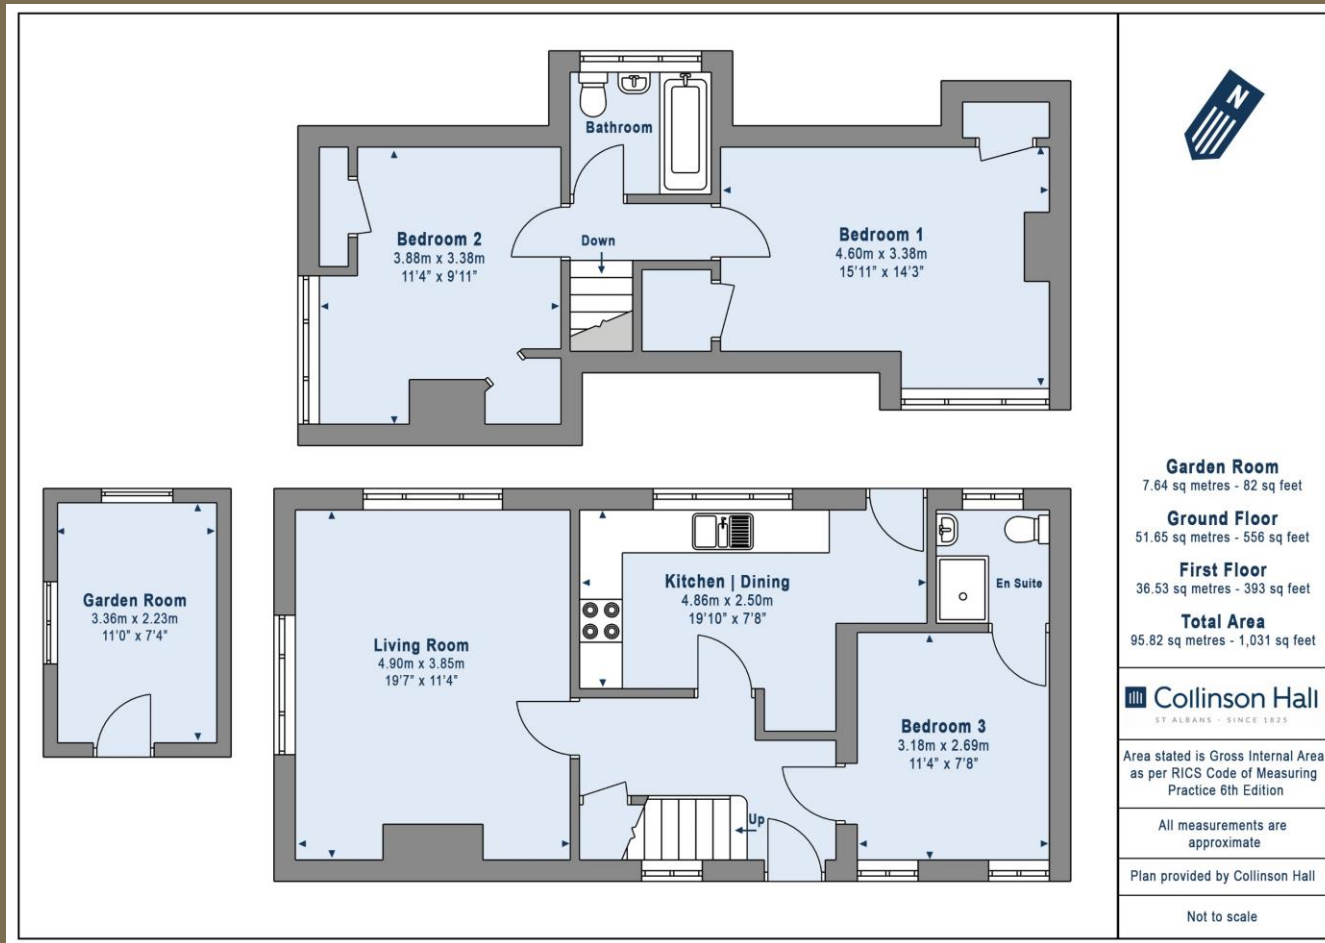 Bathroom
Bedroom 2
3.88m x 3.38m
11'4" x 9'11"
Down
Bedroom 1
4.60m x 3.38m
15'11" x 14'3"
Garden Room
3.36m x 2.23m
11'0" x 7'4"
Living Room
4.90m x 3.85m
19'7" x 11'4"
Kitchen | Dining
4.86m x 2.50m
19'10" x 7'8"
En Suite
Bedroom 3
3.18m x 2.69m
11'4" x 7'8"
Up
N
Garden Room
7.64 sq metres - 82 sq feet
Ground Floor
51.65 sq metres - 556 sq feet
First Floor
36.53 sq metres - 393 sq feet
Total Area
95.82 sq metres - 1,031 sq feet
Collinson Hall
ST ALBANS - SINCE 1825
Area stated is Gross Internal Area
as per RICS Code of Measuring
Practice 6th Edition
All measurements are
approximate
Plan provided by Collinson Hall
Not to scale